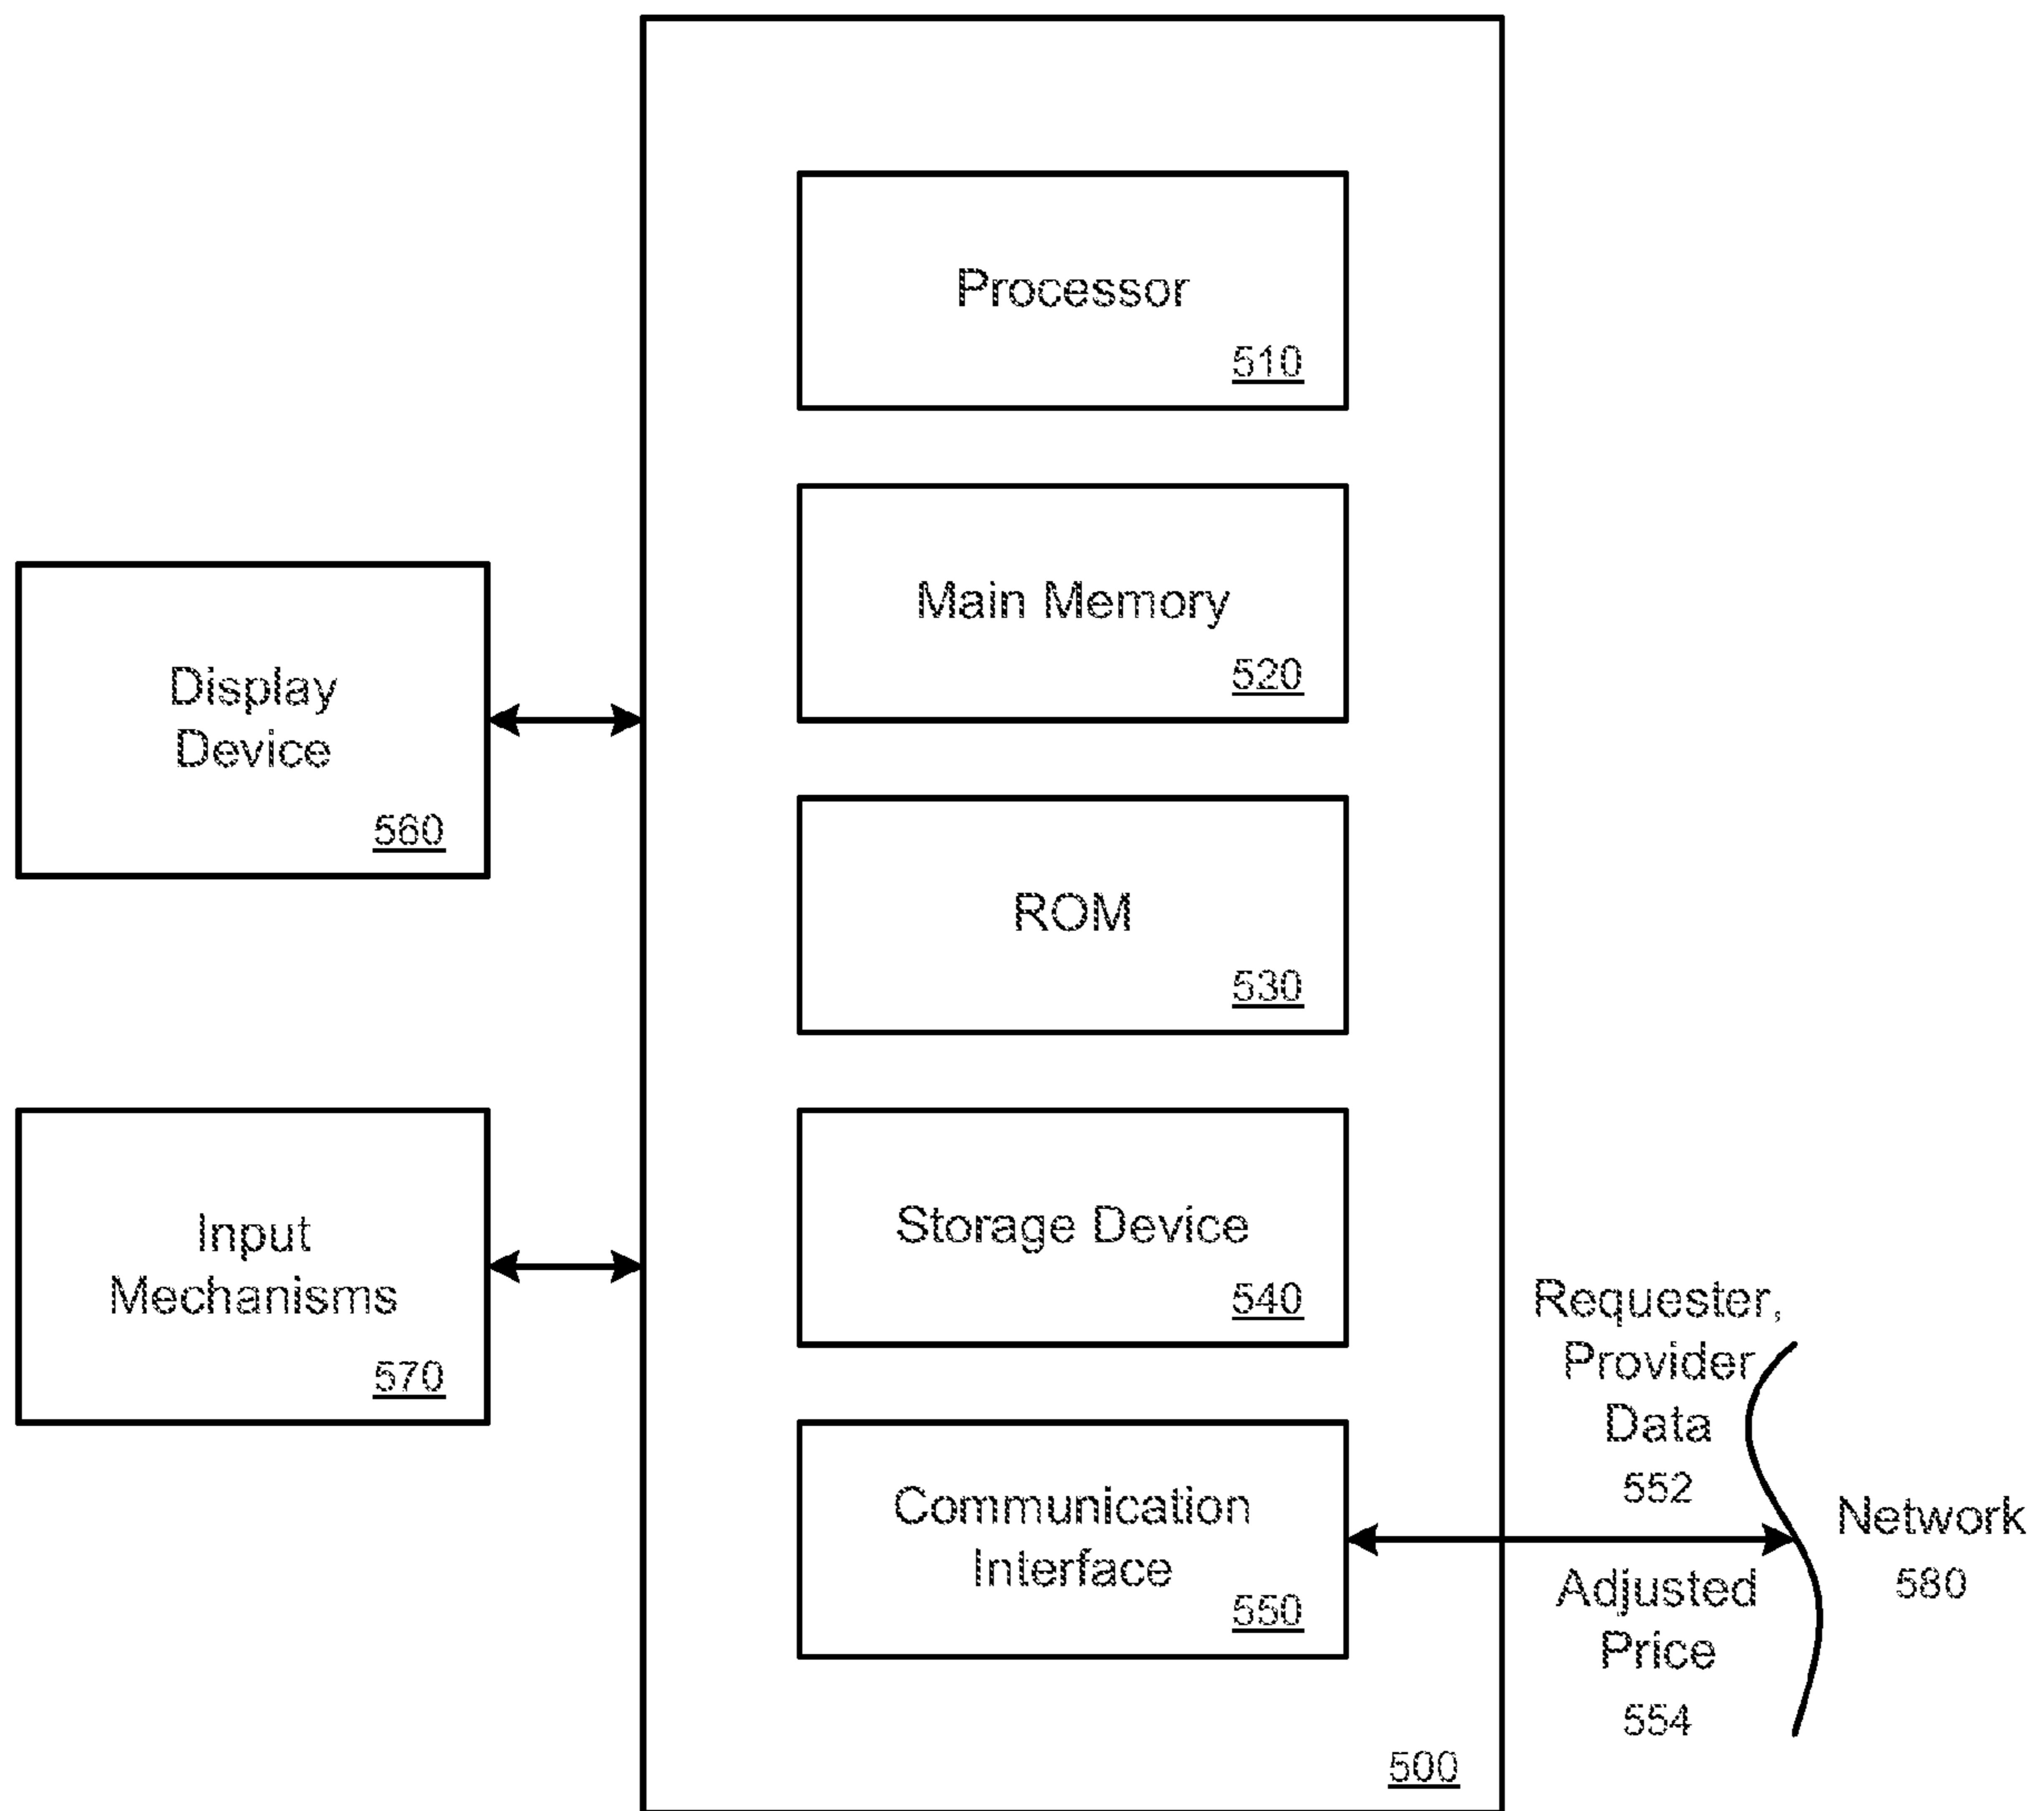 Processor
510
Main Memory
520
Display
Device
560
ROM
530
Input
Mechanisms
570
Storage Device
540
Communication
Interface
550
Requester,
Provider
Data
552
Adjusted
Price
554
Network
580
500